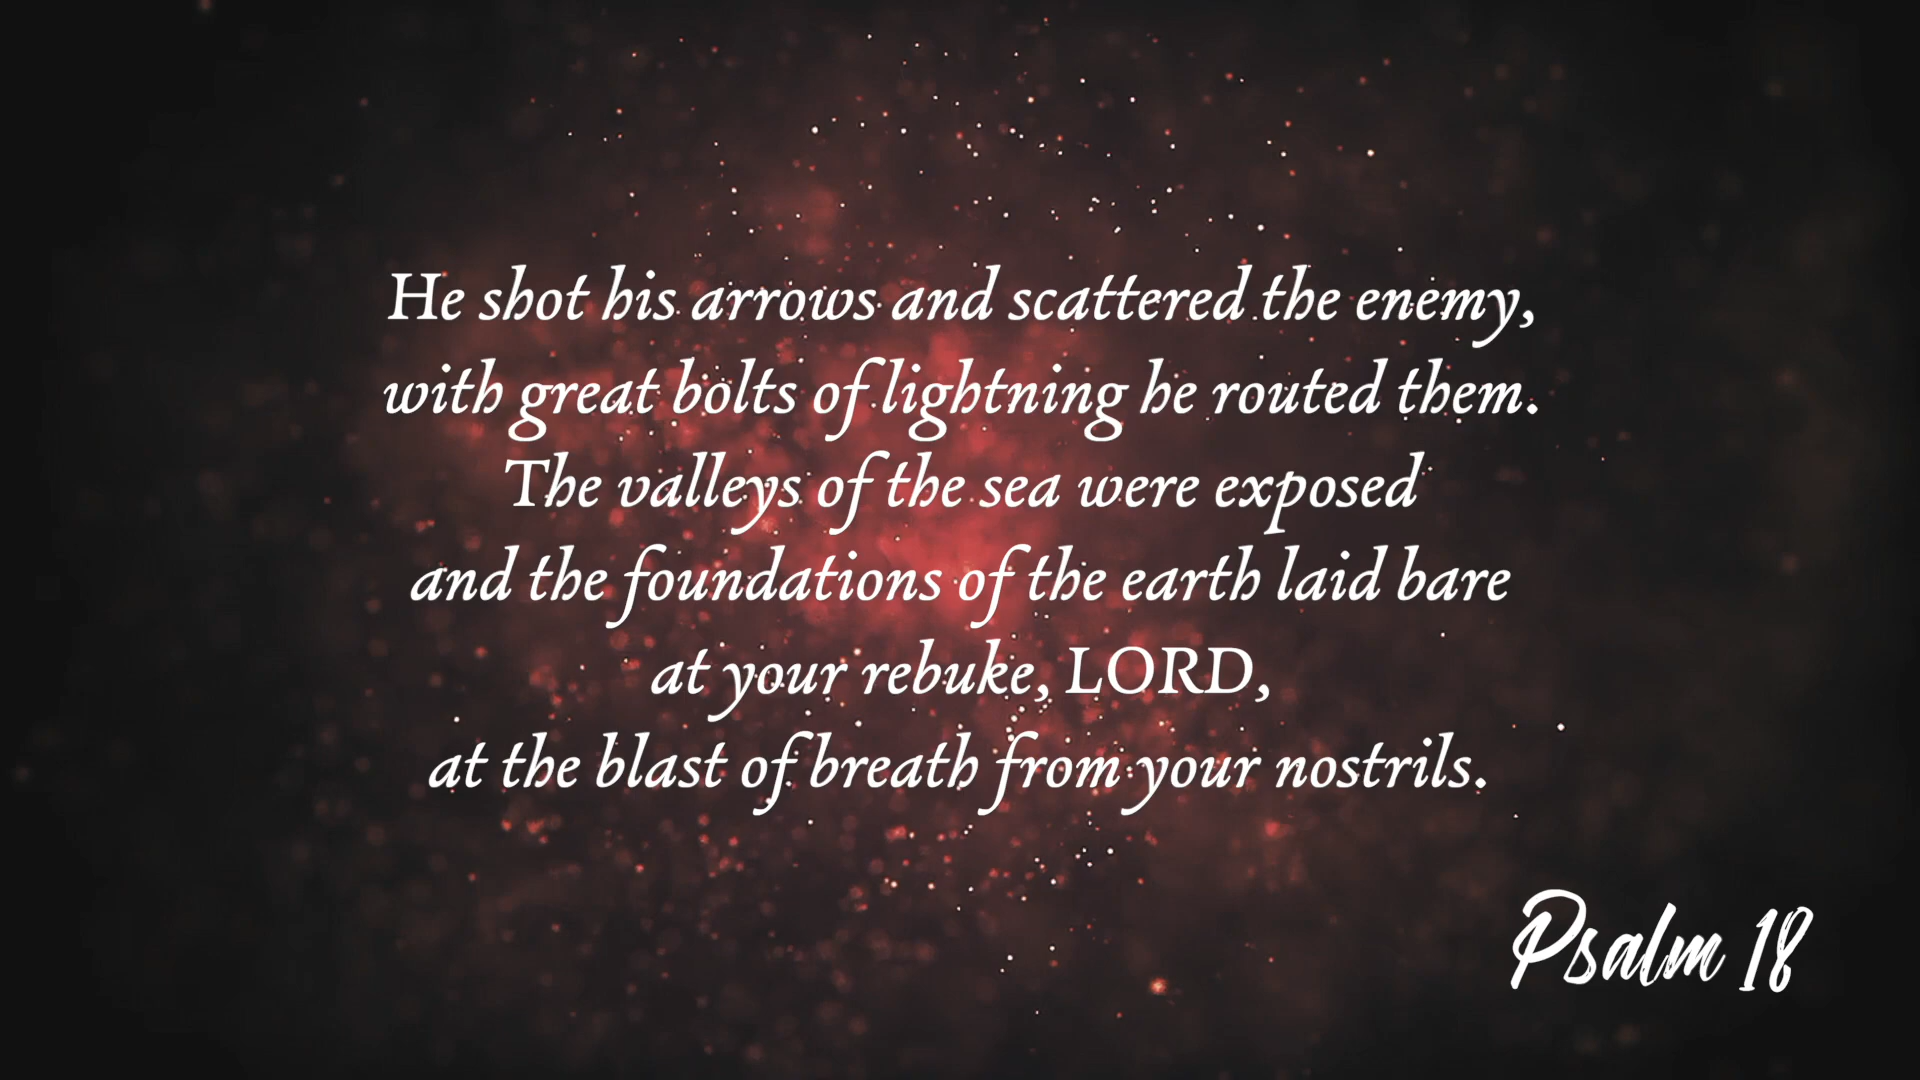 He shot his arrows and scattered the enemy,
with great bolts of lightning he routed them.
The valleys of the sea were exposed
and the foundations of the earth laid bare
at your rebuke, LORD,
at the blast of breath from your nostrils.
Psalm 18